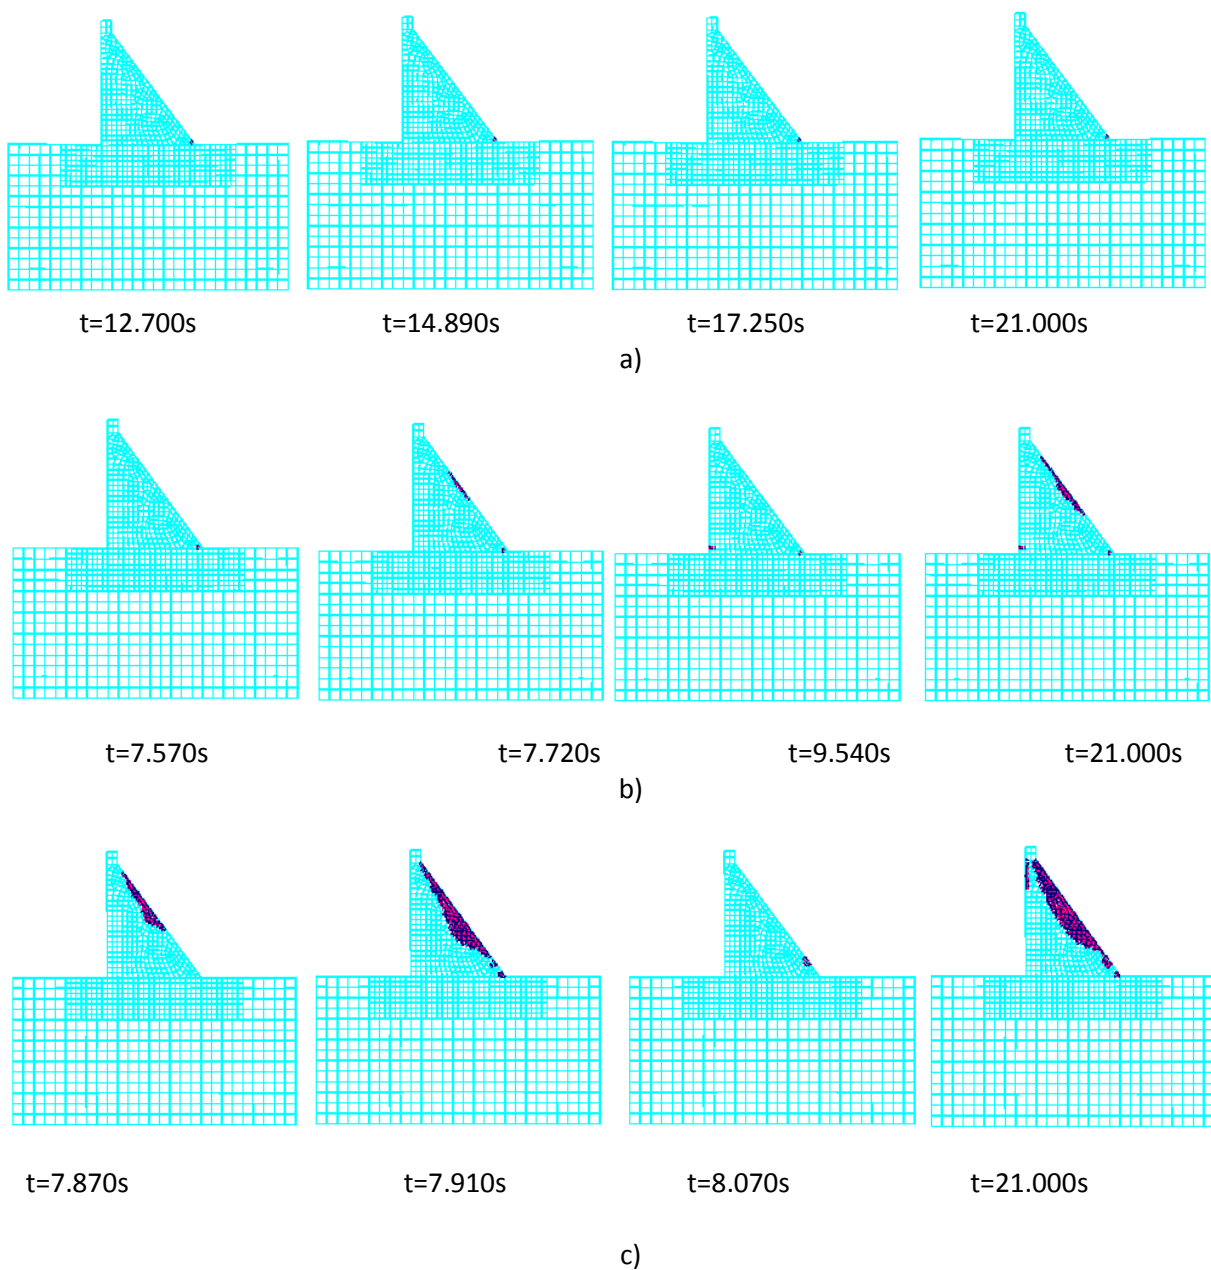 t=12.700s t=14.890s t=17.250s t=21.000s
a)
t=7.570s t=7.720s t=9.540s t=21.000s
b)
t=7.870s t=7.910s t=8.070s t=21.000s
c)